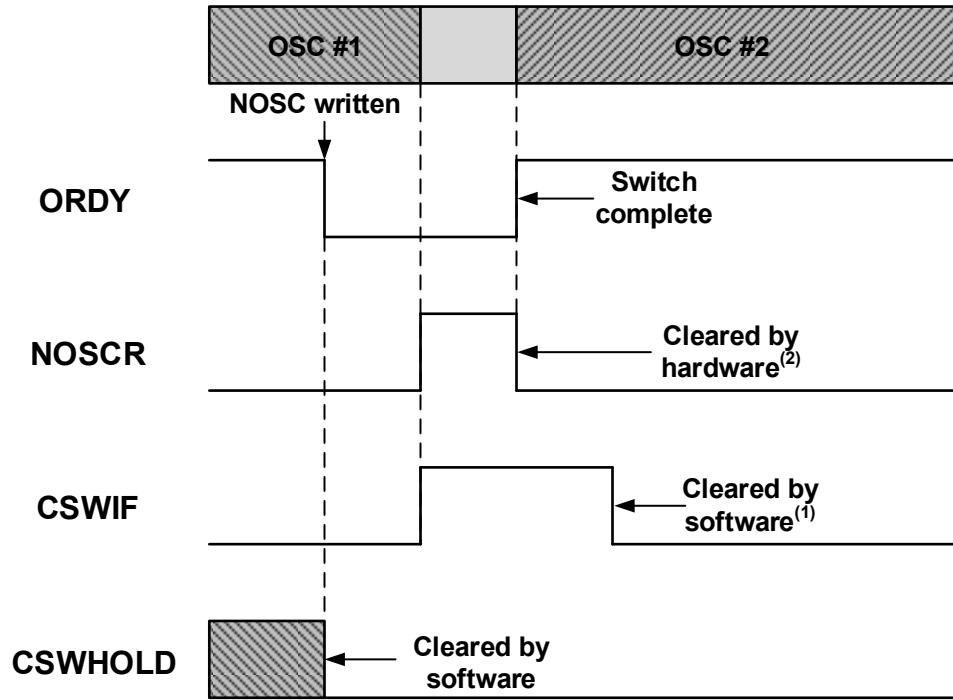 OSC #1
OSC #2
NOSC written
ORDY
Switch
complete
NOSCR
Cleared by
hardware(2)
CSWIF
Cleared by
software(1)
CSWHOLD
Cleared by
software